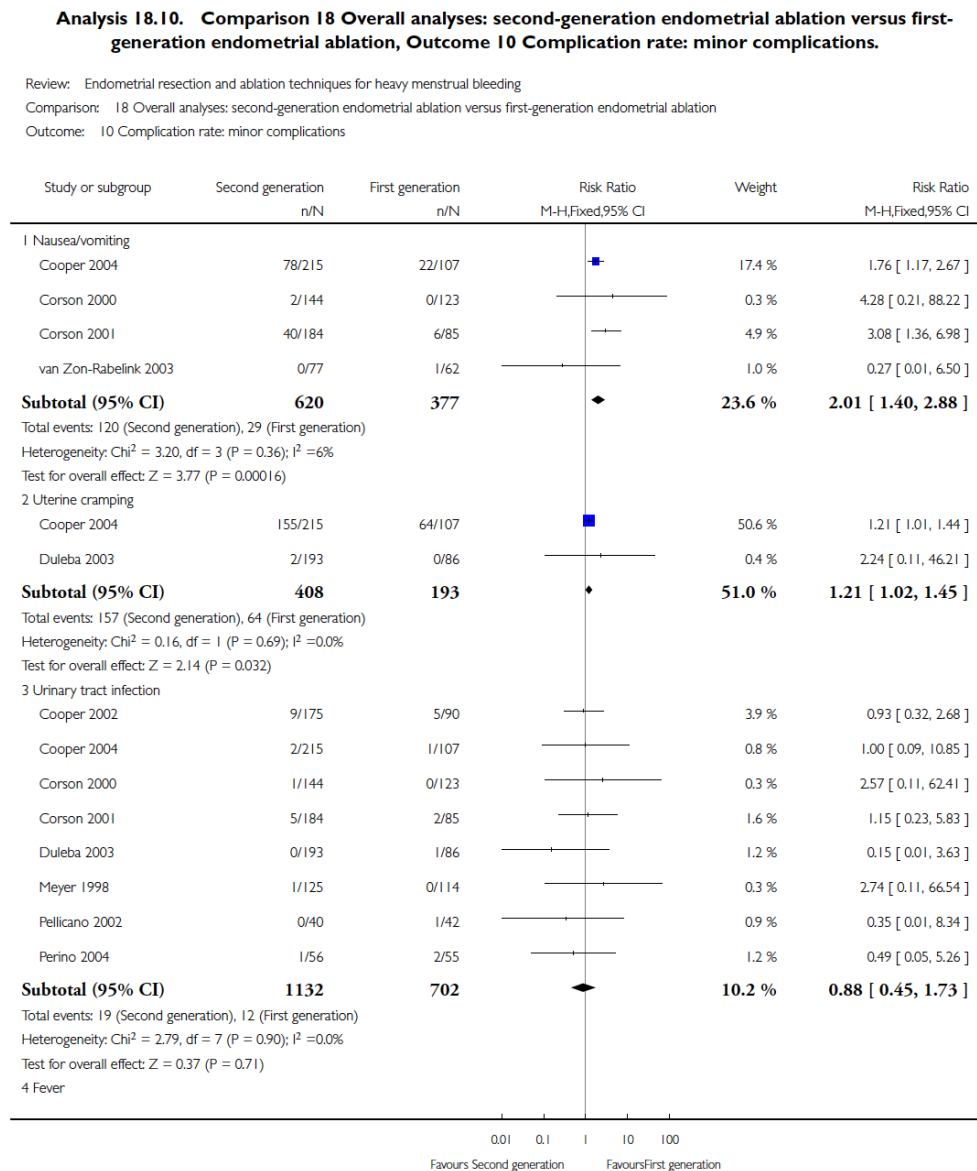 Analysis 18.10. Comparison 18 Overall analyses: second-generation endometrial ablation versus first-
generation endometrial ablation, Outcome 10 Complication rate: minor complications.
Review: Endometrial resection and ablation techniques for heavy menstrual bleeding
Comparison: 18 Overall analyses: second-generation endometrial ablation versus first-generation endometrial ablation
Outcome: 10 Complication rate: minor complications
Study or subgroup Second generation First generation Risk Ratio Weight Risk Ratio
n/N n/N M-H,Fixed,95% CI M-H,Fixed,95% CI
1 Nausea/vomiting
Cooper 2004 78/215 22/107 17.4 % 1.76 [ 1.17, 2.67 ]
Corson 2000 2/144 0/123 0.3 % 4.28 [ 0.21, 88.22 ]
Corson 2001 40/184 6/85 4.9 % 3.08 [ 1.36, 6.98 ]
van Zon-Rabelink 2003 0/77 1/62 1.0 % 0.27 [ 0.01, 6.50 ]
Subtotal (95% CI) 620 377 23.6 % 2.01 [ 1.40, 2.88 ]
Total events: 120 (Second generation), 29 (First generation)
Heterogeneity: Chi² = 3.20, df = 3 (P = 0.36); I² =6%
Test for overall effect: Z = 3.77 (P = 0.00016)
2 Uterine cramping
Cooper 2004 155/215 64/107 50.6 % 1.21 [ 1.01, 1.44 ]
Duleba 2003 2/193 0/86 0.4 % 2.24 [ 0.11, 46.21 ]
Subtotal (95% CI) 408 193 51.0 % 1.21 [ 1.02, 1.45 ]
Total events: 157 (Second generation), 64 (First generation)
Heterogeneity: Chi² = 0.16, df = 1 (P = 0.69); I² =0.0%
Test for overall effect: Z = 2.14 (P = 0.032)
3 Urinary tract infection
Cooper 2002 9/175 5/90 3.9 % 0.93 [ 0.32, 2.68 ]
Cooper 2004 2/215 1/107 0.8 % 1.00 [ 0.09, 10.85 ]
Corson 2000 1/144 0/123 0.3 % 2.57 [ 0.11, 62.41 ]
Corson 2001 5/184 2/85 1.6 % 1.15 [ 0.23, 5.83 ]
Duleba 2003 0/193 1/86 1.2 % 0.15 [ 0.01, 3.63 ]
Meyer 1998 1/125 0/114 0.3 % 2.74 [ 0.11, 66.54 ]
Pellicano 2002 0/40 1/42 0.9 % 0.35 [ 0.01, 8.34 ]
Perino 2004 1/56 2/55 1.2 % 0.49 [ 0.05, 5.26 ]
Subtotal (95% CI) 1132 702 10.2 % 0.88 [ 0.45, 1.73 ]
Total events: 19 (Second generation), 12 (First generation)
Heterogeneity: Chi² = 2.79, df = 7 (P = 0.90); I² =0.0%
Test for overall effect: Z = 0.37 (P = 0.71)
4 Fever
0.01 0.1 1 10 100
Favours Second generation FavoursFirst generation